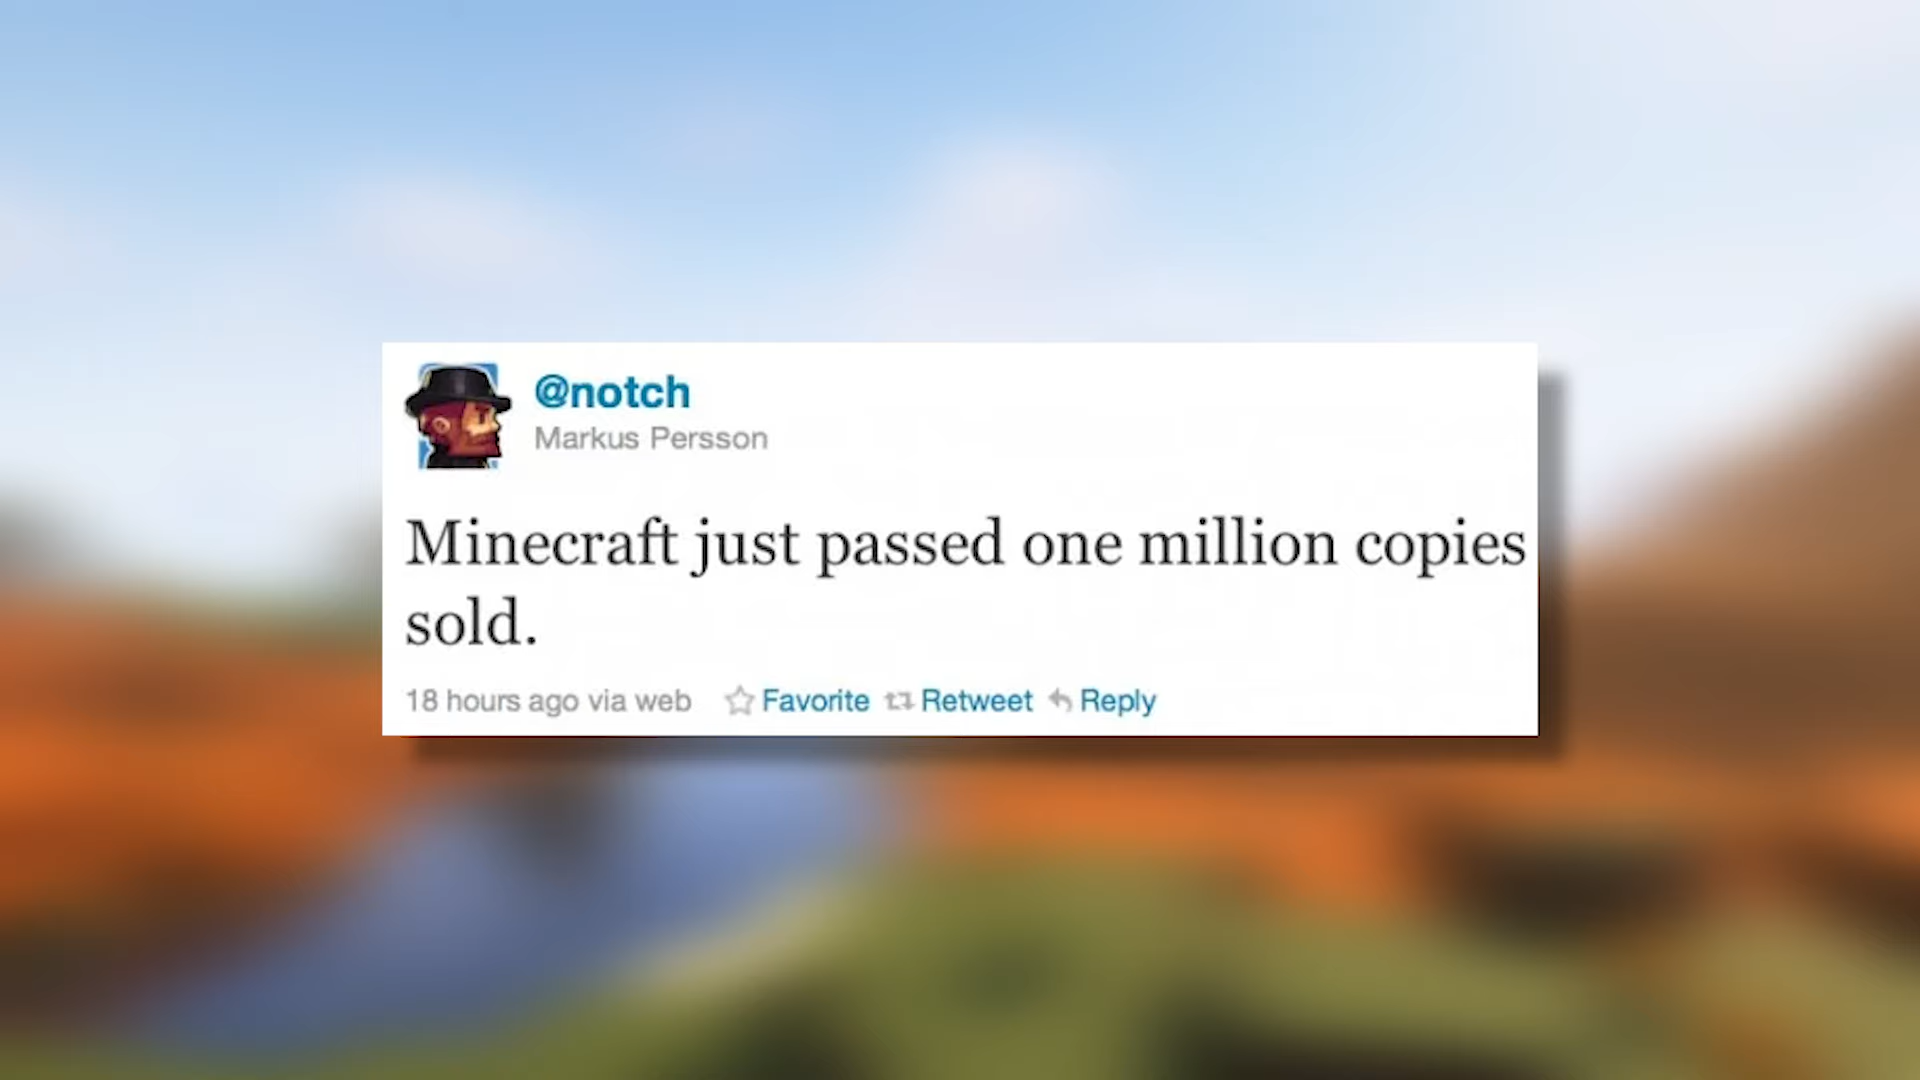 @notch
Markus Persson
Minecraft just passed one million copies
sold.
18 hours ago via web Favorite Retweet Reply